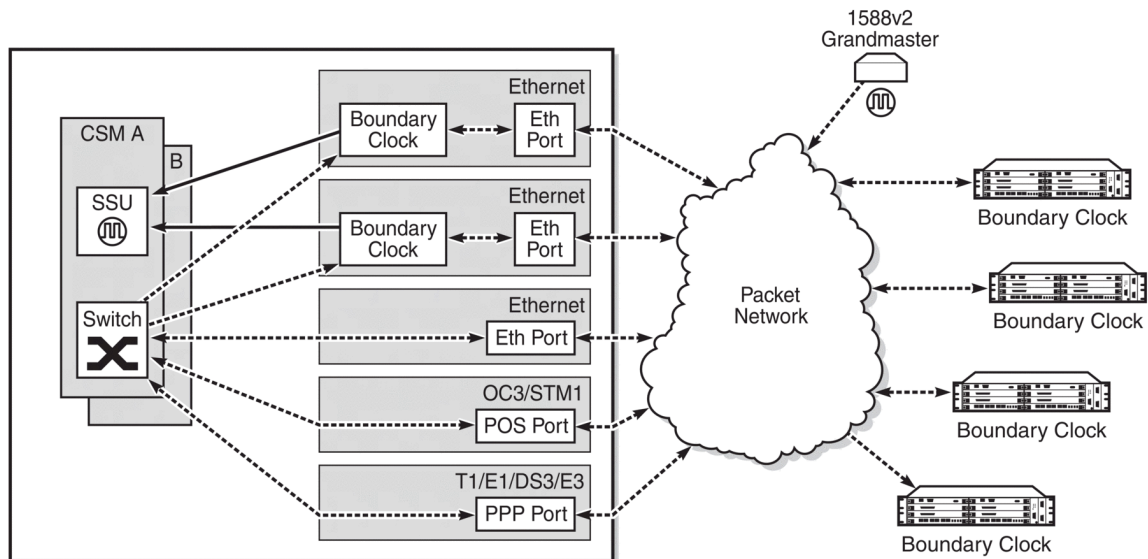 1588v2
Grandmaster
Ethernet
CSM A
Boundary
Clock
Eth
Port
B
SSU
Ethernet
Boundary
Clock
Eth
Port
Boundary Clock
Packet
Network
Boundary Clock
Ethernet
Switch
Eth Port
OC3/STM1
POS Port
Boundary Clock
T1/E1/DS3/E3
PPP Port
Boundary Clock